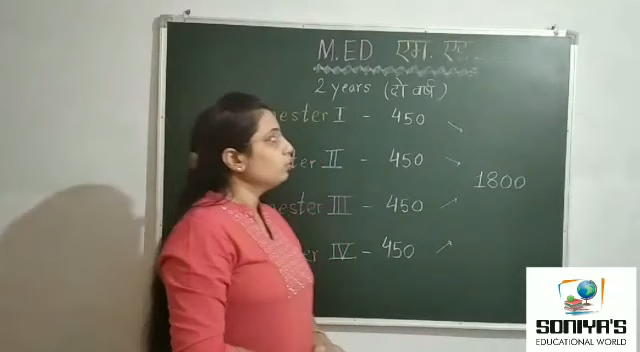 M.ED एम. एड
2 years (दो वर्ष)
ester I - 450
ter II - 450
1800
ester III - 450
er IV - 450
SONIYA'S
EDUCATIONAL WORLD